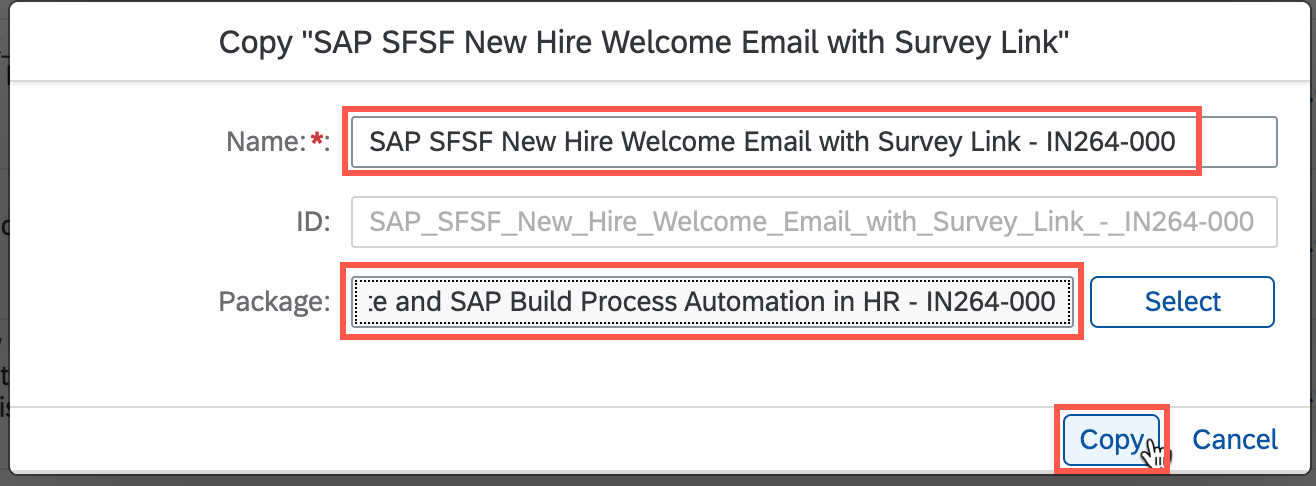 Copy "SAP SFSF New Hire Welcome Email with Survey Link"
Name:*: SAP SFSF New Hire Welcome Email with Survey Link - IN264-000
ID: SAP_SFSF_New_Hire_Welcome_Email_with_Survey_Link_-_IN264-000
Package: te and SAP Build Process Automation in HR - IN264-000 Select
Copy Cancel